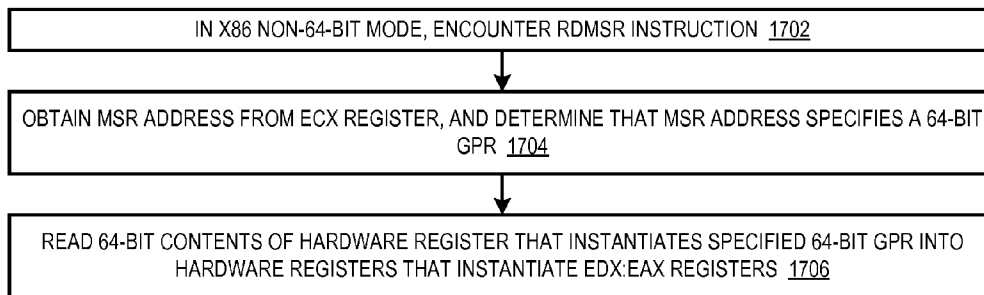 IN X86 NON-64-BIT MODE, ENCOUNTER RDMSR INSTRUCTION 1702
OBTAIN MSR ADDRESS FROM ECX REGISTER, AND DETERMINE THAT MSR ADDRESS SPECIFIES A 64-BIT
GPR 1704
READ 64-BIT CONTENTS OF HARDWARE REGISTER THAT INSTANTIATES SPECIFIED 64-BIT GPR INTO
HARDWARE REGISTERS THAT INSTANTIATE EDX:EAX REGISTERS 1706